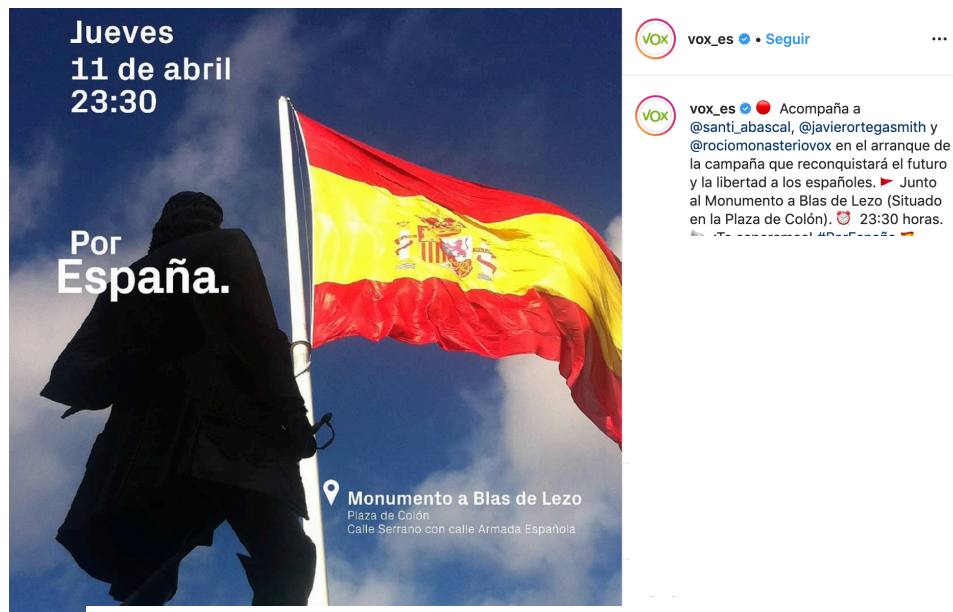 Jueves
11 de abril
23:30
Por
España.
Monumento a Blas de Lezo
Plaza de Colón
Calle Serrano con calle Armada Española
VOX
vox_es • Seguir
VOX
vox_es 🔴 Acompaña a
@santi_abascal, @javierortegasmith y
@rociomonasteriovox en el arranque de
la campaña que reconquistará el futuro
y la libertad a los españoles. 🚩 Junto
al Monumento a Blas de Lezo (Situado
en la Plaza de Colón). ⏰ 23:30 horas.
¡Te esperamos! #PorEspaña 🇪🇸